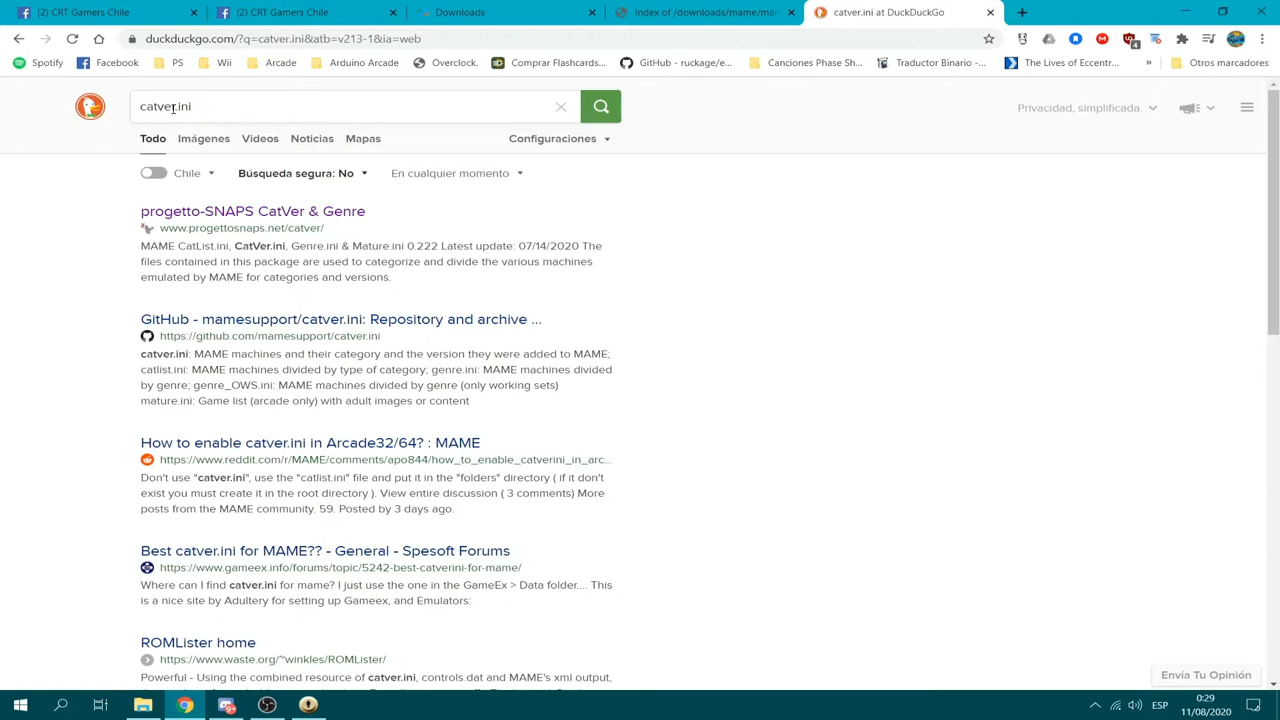 (2) CRT Gamers Chile
(2) CRT Gamers Chile
Downloads
Index of /downloads/mame/ma
catver.ini at DuckDuckGo
duckduckgo.com/?q=catver.ini&atb=v213-1&ia=web
4
Spotify
Facebook
PS
Wii
Arcade
Arduino Arcade
Overclock.
Comprar Flashcards...
GitHub - ruckage/e...
Canciones Phase Sh...
Traductor Binario -...
The Lives of Eccentr...
»
Otros marcadores
catver.ini
Privacidad, simplificada.
Todo
Imágenes
Videos
Noticias
Mapas
Configuraciones
Chile
Búsqueda segura: No
En cualquier momento
progetto-SNAPS CatVer & Genre
www.progettosnaps.net/catver/
MAME CatList.ini, CatVer.ini, Genre.ini & Mature.ini 0.222 Latest update: 07/14/2020 The
files contained in this package are used to categorize and divide the various machines
emulated by MAME for categories and versions.
GitHub - mamesupport/catver.ini: Repository and archive ...
https://github.com/mamesupport/catver.ini
catver.ini: MAME machines and their category and the version they were added to MAME;
catlist.ini: MAME machines divided by type of category; genre.ini: MAME machines divided
by genre; genre_OWS.ini: MAME machines divided by genre (only working sets)
mature.ini: Game list (arcade only) with adult images or content
How to enable catver.ini in Arcade32/64? : MAME
https://www.reddit.com/r/MAME/comments/apo844/how_to_enable_catverini_in_arc...
Don't use "catver.ini", use the "catlist.ini" file and put it in the "folders" directory ( if it don't
exist you must create it in the root directory ). View entire discussion ( 3 comments) More
posts from the MAME community. 59. Posted by 3 days ago.
Best catver.ini for MAME?? - General - Spesoft Forums
https://www.gameex.info/forums/topic/5242-best-catverini-for-mame/
Where can I find catver.ini for mame? I just use the one in the GameEx > Data folder.... This
is a nice site by Adultery for setting up Gameex, and Emulators:
ROMLister home
https://www.waste.org/~winkles/ROMLister/
Powerful - Using the combined resource of catver.ini, controls.dat and MAME's xml output,
Envía Tu Opinión
ESP
0:29
11/08/2020